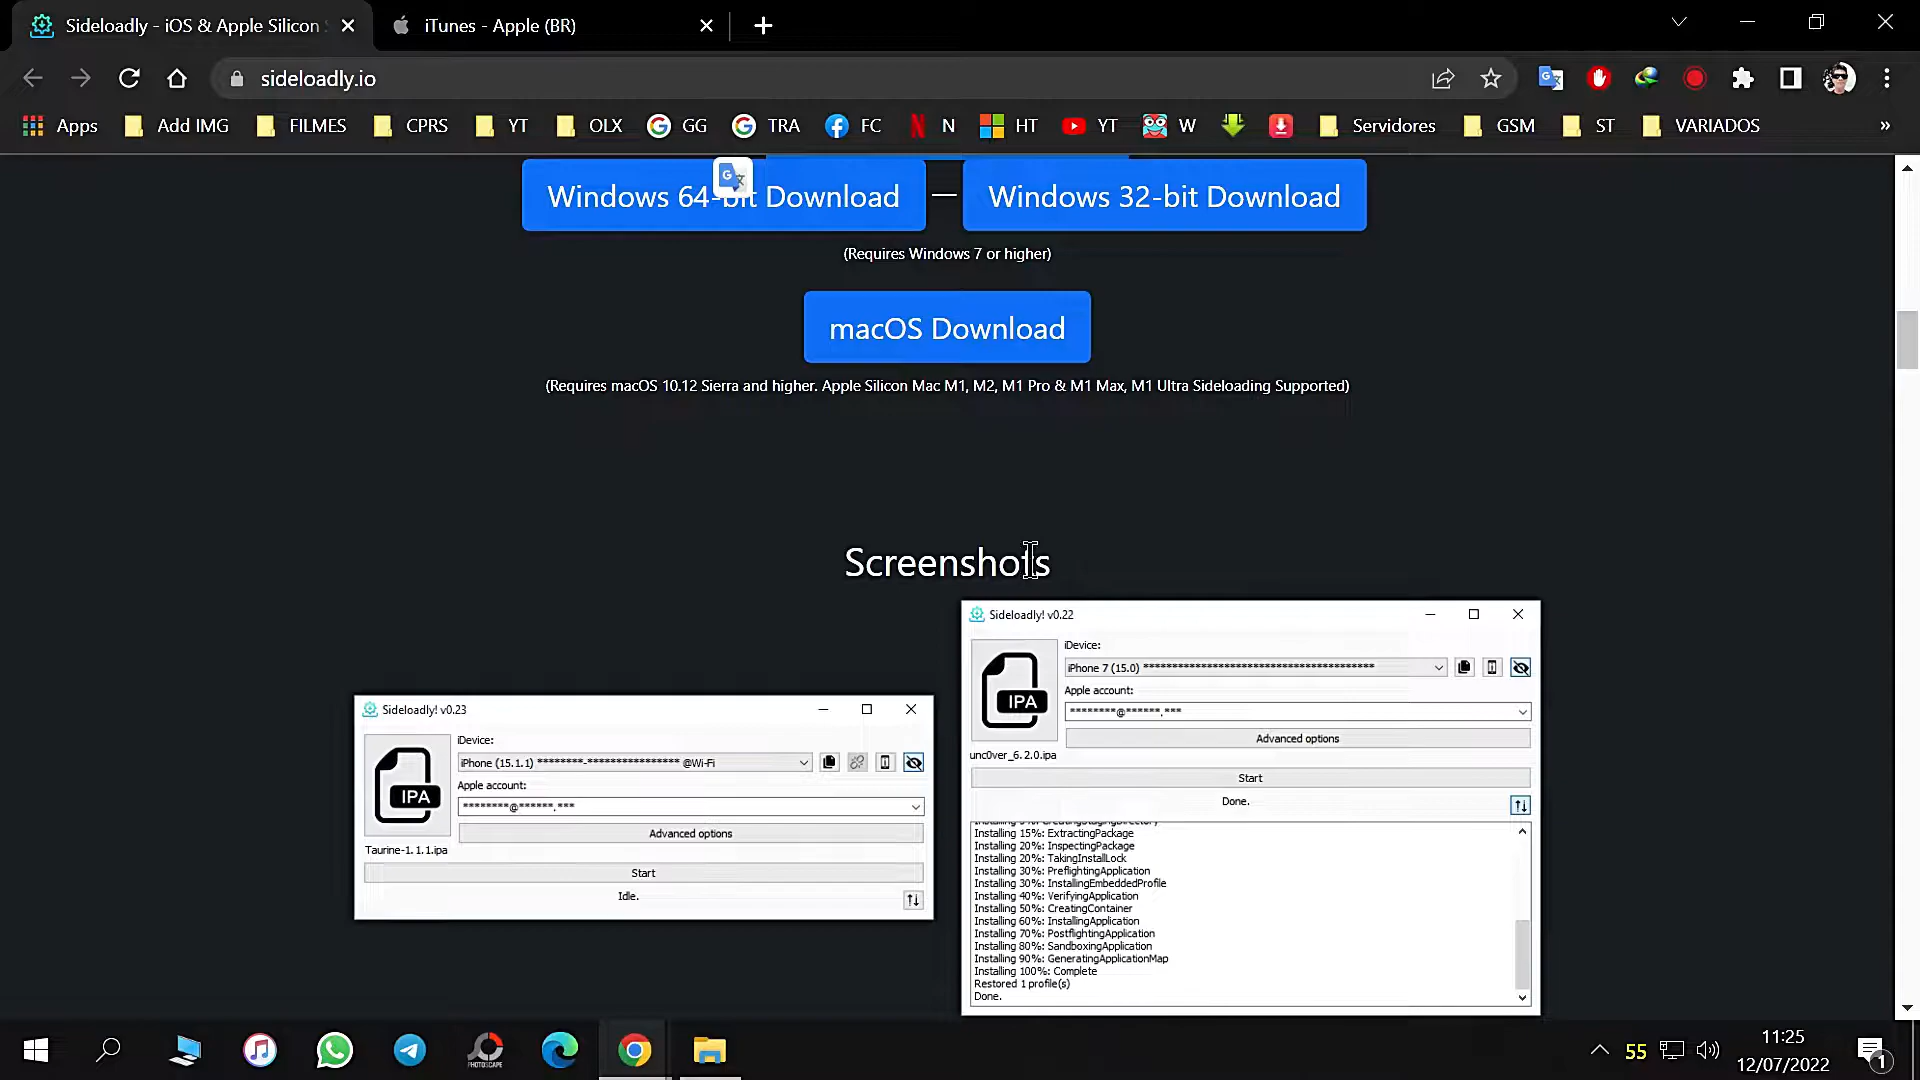 Sideloadly - iOS & Apple Silicon S
iTunes - Apple (BR)
sideloadly.io
Apps
Add IMG
FILMES
CPRS
YT
OLX
GG
TRA
FC
N
HT
YT
W
Servidores
GSM
ST
VARIADOS
»
Windows 64-bit Download — Windows 32-bit Download
(Requires Windows 7 or higher)
macOS Download
(Requires macOS 10.12 Sierra and higher. Apple Silicon Mac M1, M2, M1 Pro & M1 Max, M1 Ultra Sideloading Supported)
Screenshots
Sideloadly! v0.23
iDevice:
iPhone (15.1.1) ********-**************** @Wi-Fi
Apple account:
********@******.***
Advanced options
IPA
Taurine-1.1.1.ipa
Start
Idle.
Sideloadly! v0.22
iDevice:
iPhone 7 (15.0) ****************************************
Apple account:
********@******.***
Advanced options
IPA
unc0ver_6.2.0.ipa
Start
Done.
Installing 15%: ExtractingPackage
Installing 20%: InspectingPackage
Installing 20%: TakingInstallLock
Installing 30%: PreflightingApplication
Installing 30%: InstallingEmbeddedProfile
Installing 40%: VerifyingApplication
Installing 50%: CreatingContainer
Installing 60%: InstallingApplication
Installing 70%: PostflightingApplication
Installing 80%: SandboxingApplication
Installing 90%: GeneratingApplicationMap
Installing 100%: Complete
Restored 1 profile(s)
Done.
PHOTOSCAPE
55
11:25
12/07/2022
1